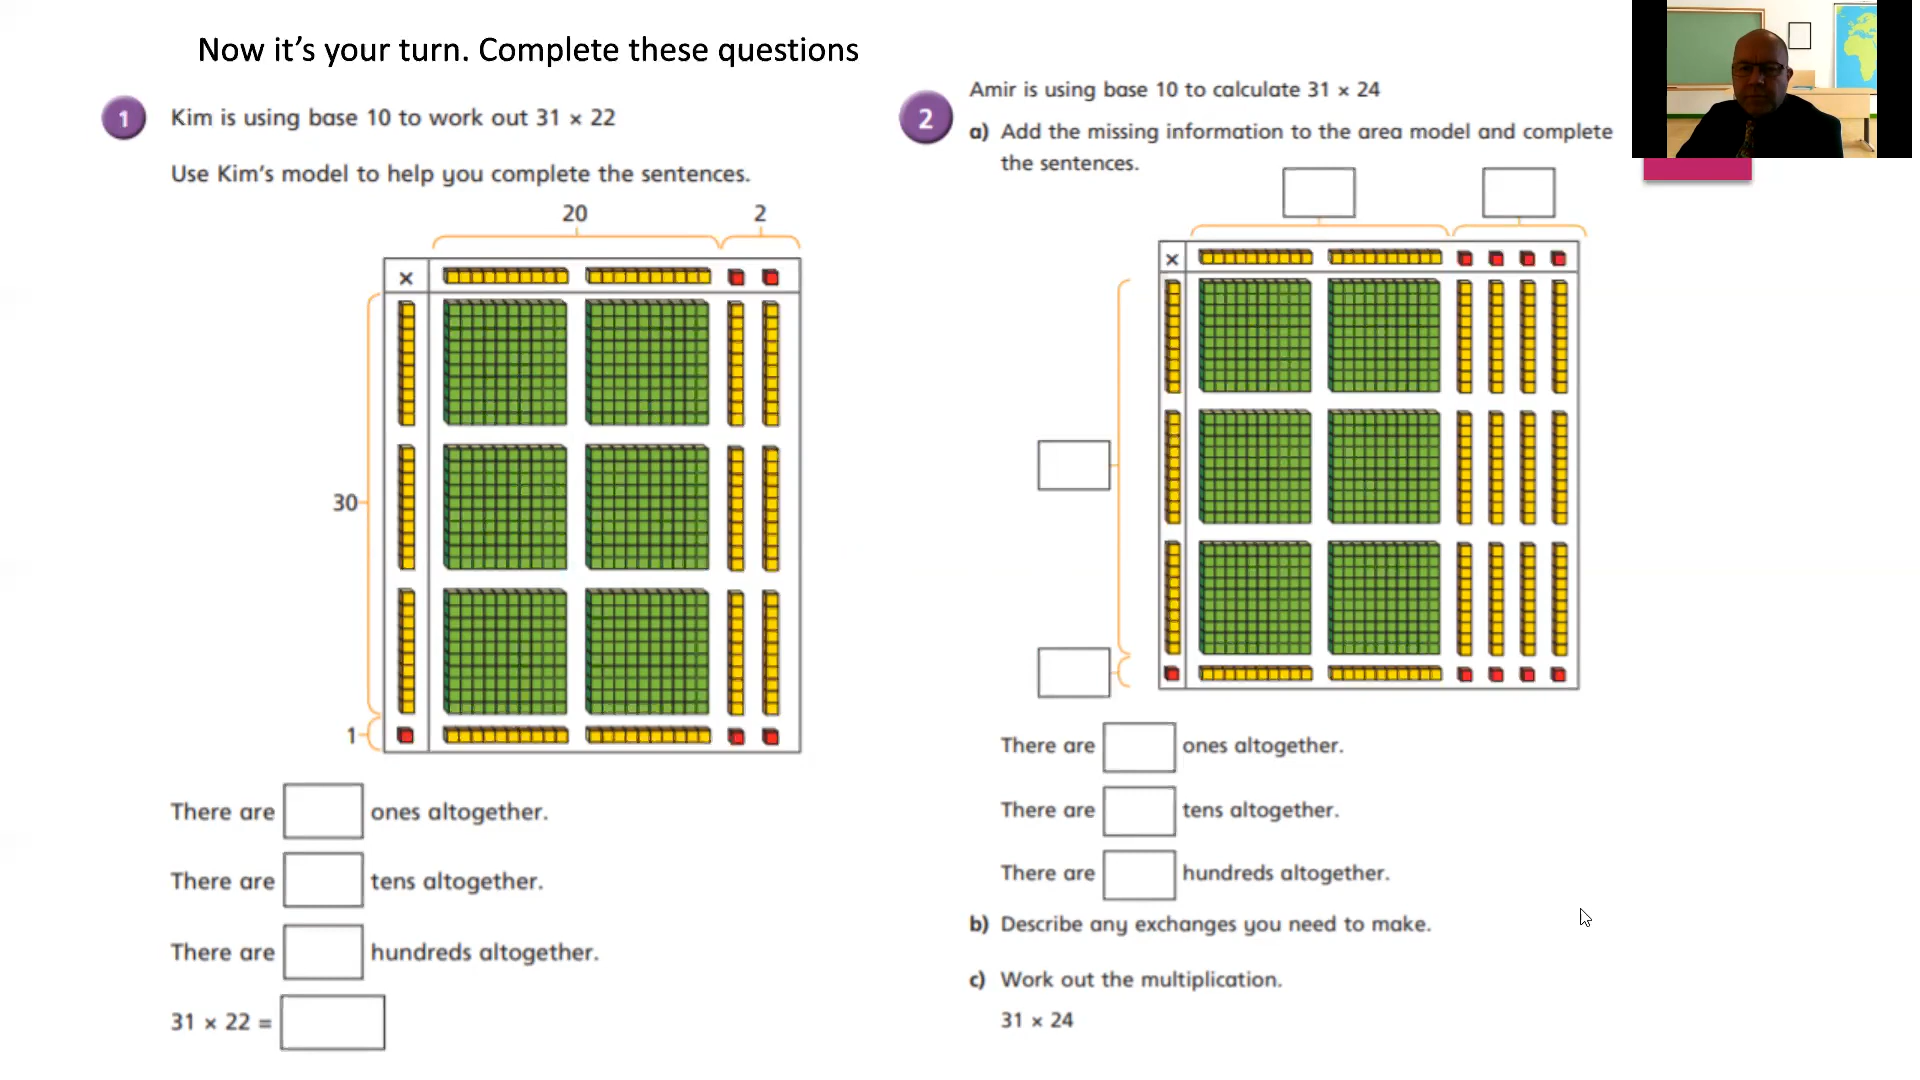 Now it's your turn. Complete these questions
1
Kim is using base 10 to work out 31 × 22
Use Kim's model to help you complete the sentences.
20 2
×
30
1
There are ones altogether.
There are tens altogether.
There are hundreds altogether.
31 × 22 =
2
Amir is using base 10 to calculate 31 × 24
a) Add the missing information to the area model and complete
the sentences.
×
There are ones altogether.
There are tens altogether.
There are hundreds altogether.
b) Describe any exchanges you need to make.
c) Work out the multiplication.
31 × 24